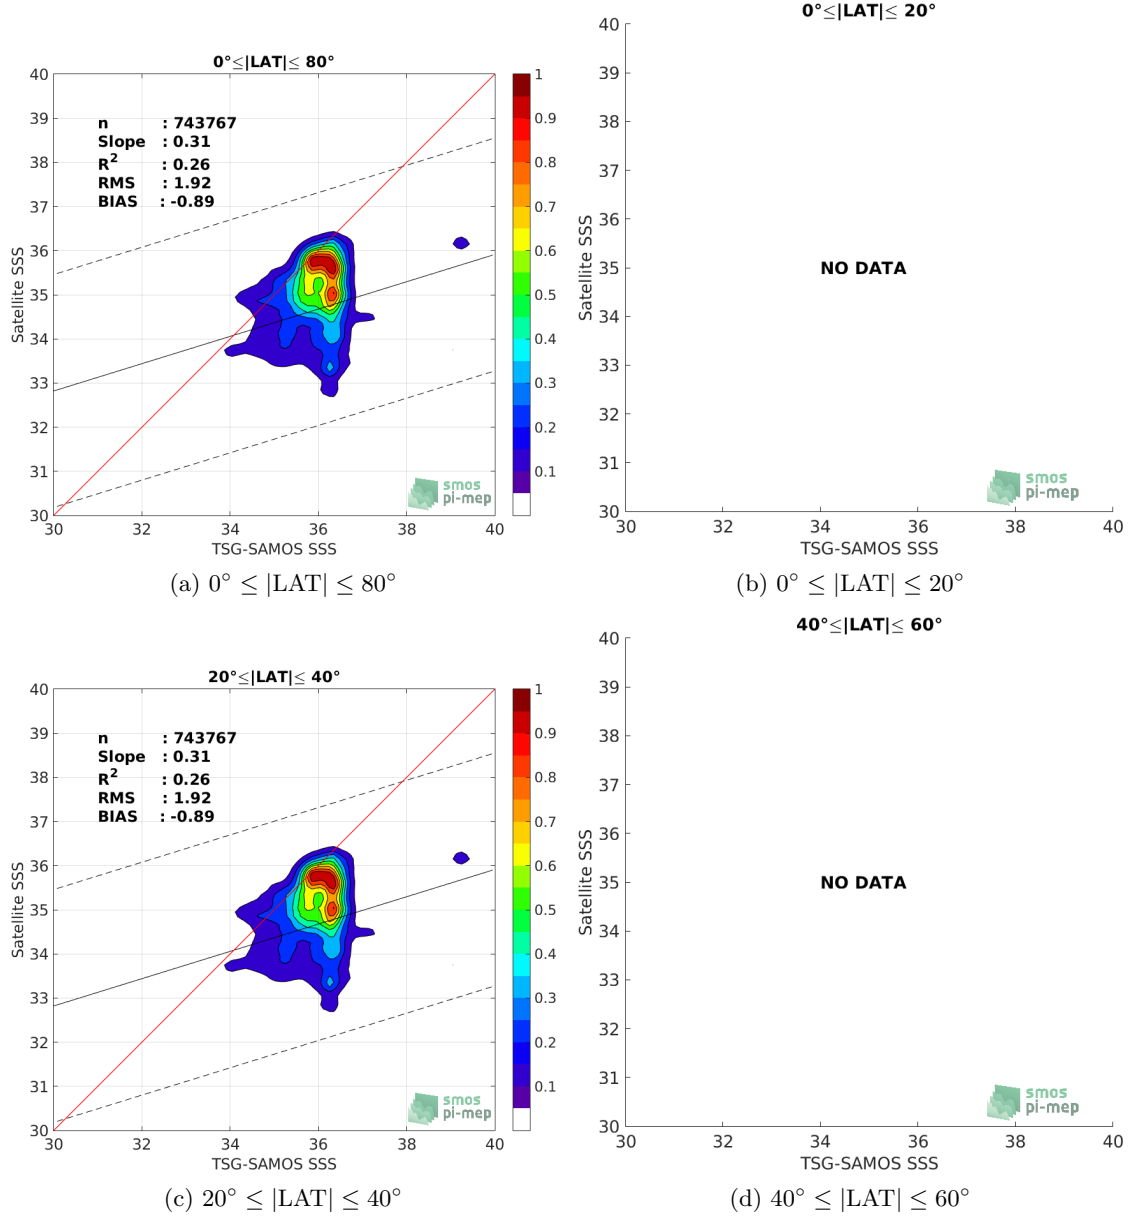 0°≤|LAT|≤ 80°
40
39
38
37
36
35
34
33
32
31
30
Satellite SSS
n : 743767
Slope : 0.31
R² : 0.26
RMS : 1.92
BIAS : -0.89
smos
pi-mep
30 32 34 36 38 40
TSG-SAMOS SSS
1
0.9
0.8
0.7
0.6
0.5
0.4
0.3
0.2
0.1
(a) 0° ≤ |LAT| ≤ 80°
0°≤|LAT|≤ 20°
40
39
38
37
36
35
34
33
32
31
30
Satellite SSS
NO DATA
smos
pi-mep
30 32 34 36 38 40
TSG-SAMOS SSS
(b) 0° ≤ |LAT| ≤ 20°
20°≤|LAT|≤ 40°
40
39
38
37
36
35
34
33
32
31
30
Satellite SSS
n : 743767
Slope : 0.31
R² : 0.26
RMS : 1.92
BIAS : -0.89
smos
pi-mep
30 32 34 36 38 40
TSG-SAMOS SSS
1
0.9
0.8
0.7
0.6
0.5
0.4
0.3
0.2
0.1
(c) 20° ≤ |LAT| ≤ 40°
40°≤|LAT|≤ 60°
40
39
38
37
36
35
34
33
32
31
30
Satellite SSS
NO DATA
smos
pi-mep
30 32 34 36 38 40
TSG-SAMOS SSS
(d) 40° ≤ |LAT| ≤ 60°